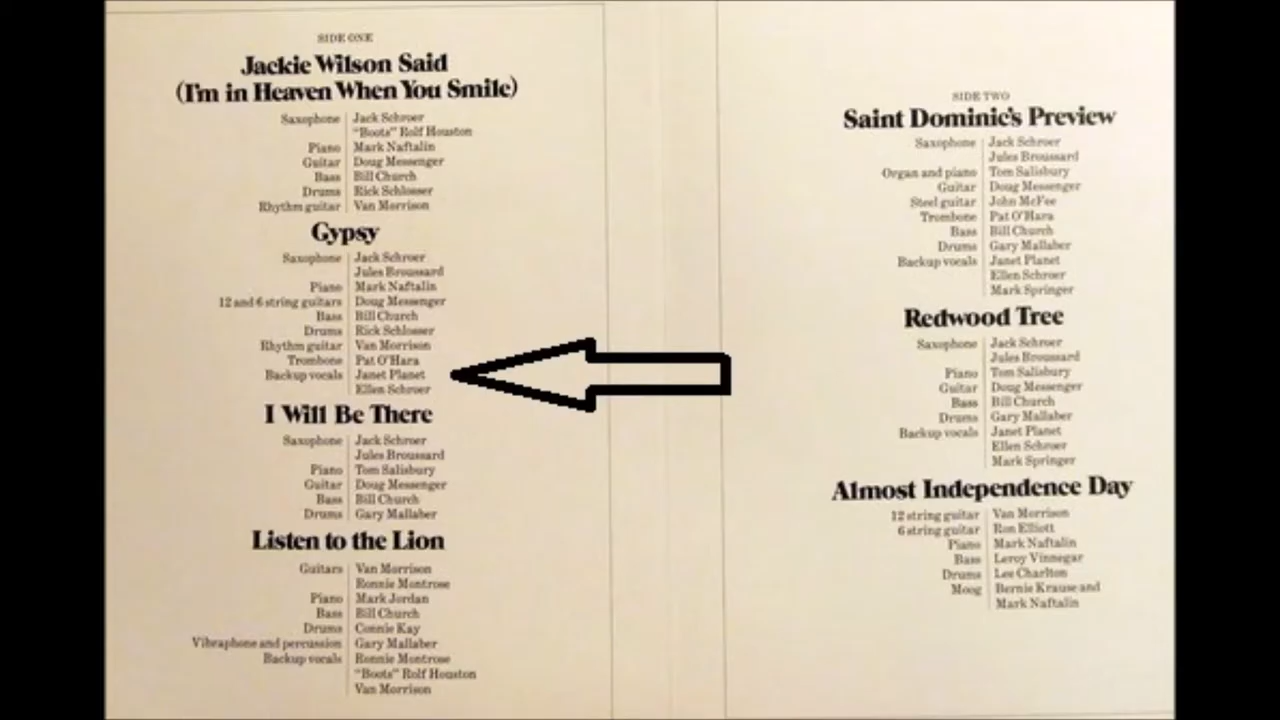 SIDE ONE
Jackie Wilson Said
(I'm in Heaven When You Smile)
Saxophone Jack Schroer
"Boots" Rolf Houston
Piano Mark Naftalin
Guitar Doug Messenger
Bass Bill Church
Drums Rick Schlosser
Rhythm guitar Van Morrison
Gypsy
Saxophone Jack Schroer
Jules Broussard
Piano Mark Naftalin
12 and 6 string guitars Doug Messenger
Bass Bill Church
Drums Rick Schlosser
Rhythm guitar Van Morrison
Trombone Pat O'Hara
Backup vocals Janet Planet
Ellen Schroer
I Will Be There
Saxophone Jack Schroer
Jules Broussard
Piano Tom Salisbury
Guitar Doug Messenger
Bass Bill Church
Drums Gary Mallaber
Listen to the Lion
Guitars Van Morrison
Ronnie Montrose
Piano Mark Jordan
Bass Bill Church
Drums Connie Kay
Vibraphone and percussion Gary Mallaber
Backup vocals Ronnie Montrose
"Boots" Rolf Houston
Van Morrison
SIDE TWO
Saint Dominic's Preview
Saxophone Jack Schroer
Jules Broussard
Organ and piano Tom Salisbury
Guitar Doug Messenger
Steel guitar John McFee
Trombone Pat O'Hara
Bass Bill Church
Drums Gary Mallaber
Backup vocals Janet Planet
Ellen Schroer
Mark Springer
Redwood Tree
Saxophone Jack Schroer
Jules Broussard
Piano Tom Salisbury
Guitar Doug Messenger
Bass Bill Church
Drums Gary Mallaber
Backup vocals Janet Planet
Ellen Schroer
Mark Springer
Almost Independence Day
12 string guitar Van Morrison
6 string guitar Ron Elliott
Piano Mark Naftalin
Bass Leroy Vinnegar
Drums Lee Charlton
Moog Bernie Krause and
Mark Naftalin